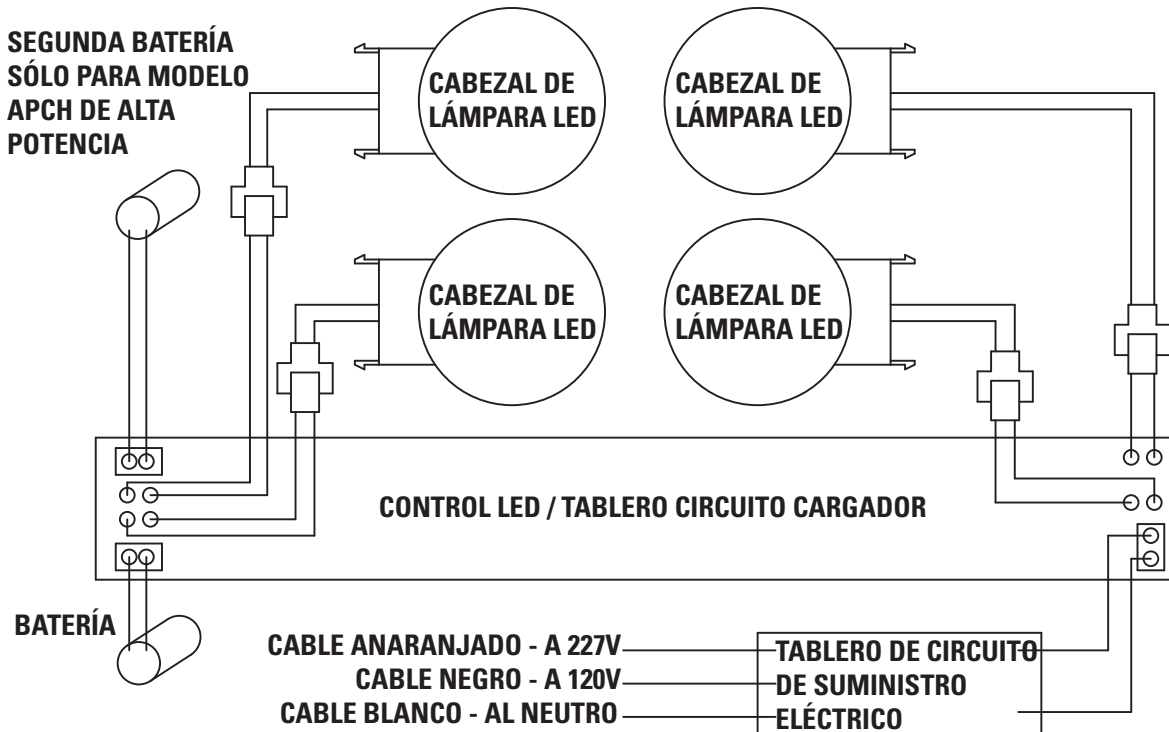 SEGUNDA BATERÍA
SÓLO PARA MODELO
APCH DE ALTA
POTENCIA
CABEZAL DE
LÁMPARA LED
CABEZAL DE
LÁMPARA LED
CABEZAL DE
LÁMPARA LED
CABEZAL DE
LÁMPARA LED
CONTROL LED / TABLERO CIRCUITO CARGADOR
BATERÍA
CABLE ANARANJADO - A 227V
CABLE NEGRO - A 120V
CABLE BLANCO - AL NEUTRO
TABLERO DE CIRCUITO
DE SUMINISTRO
ELÉCTRICO